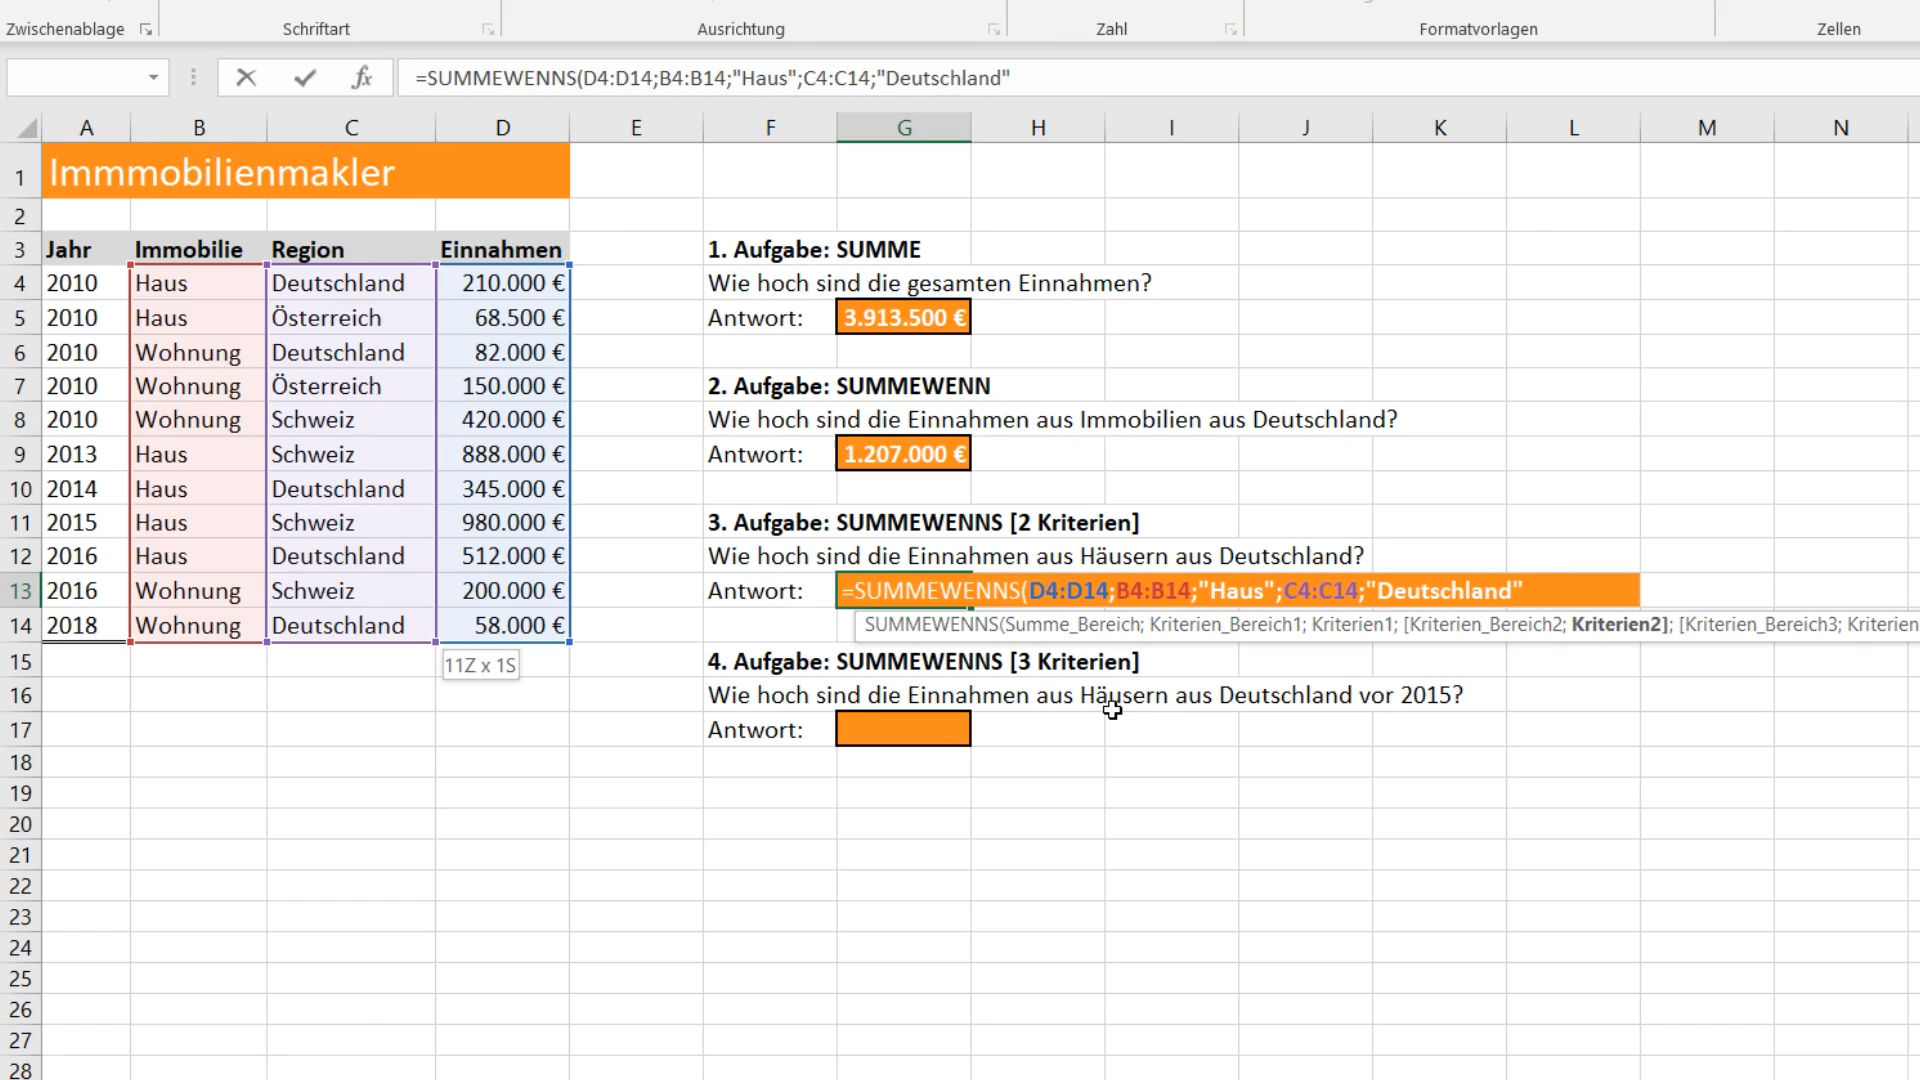 Zwischenablage Schriftart Ausrichtung Zahl Formatvorlagen Zellen
fx =SUMMEWENNS(D4:D14;B4:B14;"Haus";C4:C14;"Deutschland"
A B C D E F G H I J K L M N
1 Immmobilienmakler
2
3 Jahr Immobilie Region Einnahmen 1. Aufgabe: SUMME
4 2010 Haus Deutschland 210.000 € Wie hoch sind die gesamten Einnahmen?
5 2010 Haus Österreich 68.500 € Antwort: 3.913.500 €
6 2010 Wohnung Deutschland 82.000 €
7 2010 Wohnung Österreich 150.000 € 2. Aufgabe: SUMMEWENN
8 2010 Wohnung Schweiz 420.000 € Wie hoch sind die Einnahmen aus Immobilien aus Deutschland?
9 2013 Haus Schweiz 888.000 € Antwort: 1.207.000 €
10 2014 Haus Deutschland 345.000 €
11 2015 Haus Schweiz 980.000 € 3. Aufgabe: SUMMEWENNS [2 Kriterien]
12 2016 Haus Deutschland 512.000 € Wie hoch sind die Einnahmen aus Häusern aus Deutschland?
13 2016 Wohnung Schweiz 200.000 € Antwort: =SUMMEWENNS(D4:D14;B4:B14;"Haus";C4:C14;"Deutschland"
14 2018 Wohnung Deutschland 58.000 € SUMMEWENNS(Summe_Bereich; Kriterien_Bereich1; Kriterien1; [Kriterien_Bereich2; Kriterien2]; [Kriterien_Bereich3; Kriterien
15 11Z x 1S 4. Aufgabe: SUMMEWENNS [3 Kriterien]
16 Wie hoch sind die Einnahmen aus Häusern aus Deutschland vor 2015?
17 Antwort:
18
19
20
21
22
23
24
25
26
27
28